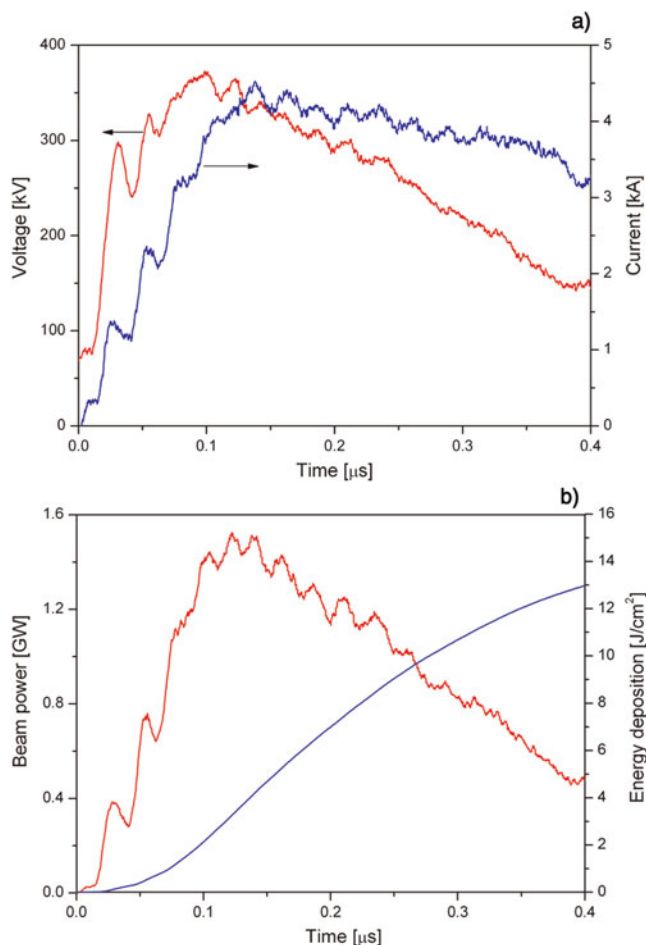 a)
400
300
200
100
0
Voltage [kV]
5
4
3
2
1
0
Current [kA]
0.0 0.1 0.2 0.3 0.4
Time [μs]
b)
1.6
1.2
0.8
0.4
0.0
Beam power [GW]
16
14
12
10
8
6
4
2
0
Energy deposition [J/cm²]
0.0 0.1 0.2 0.3 0.4
Time [μs]